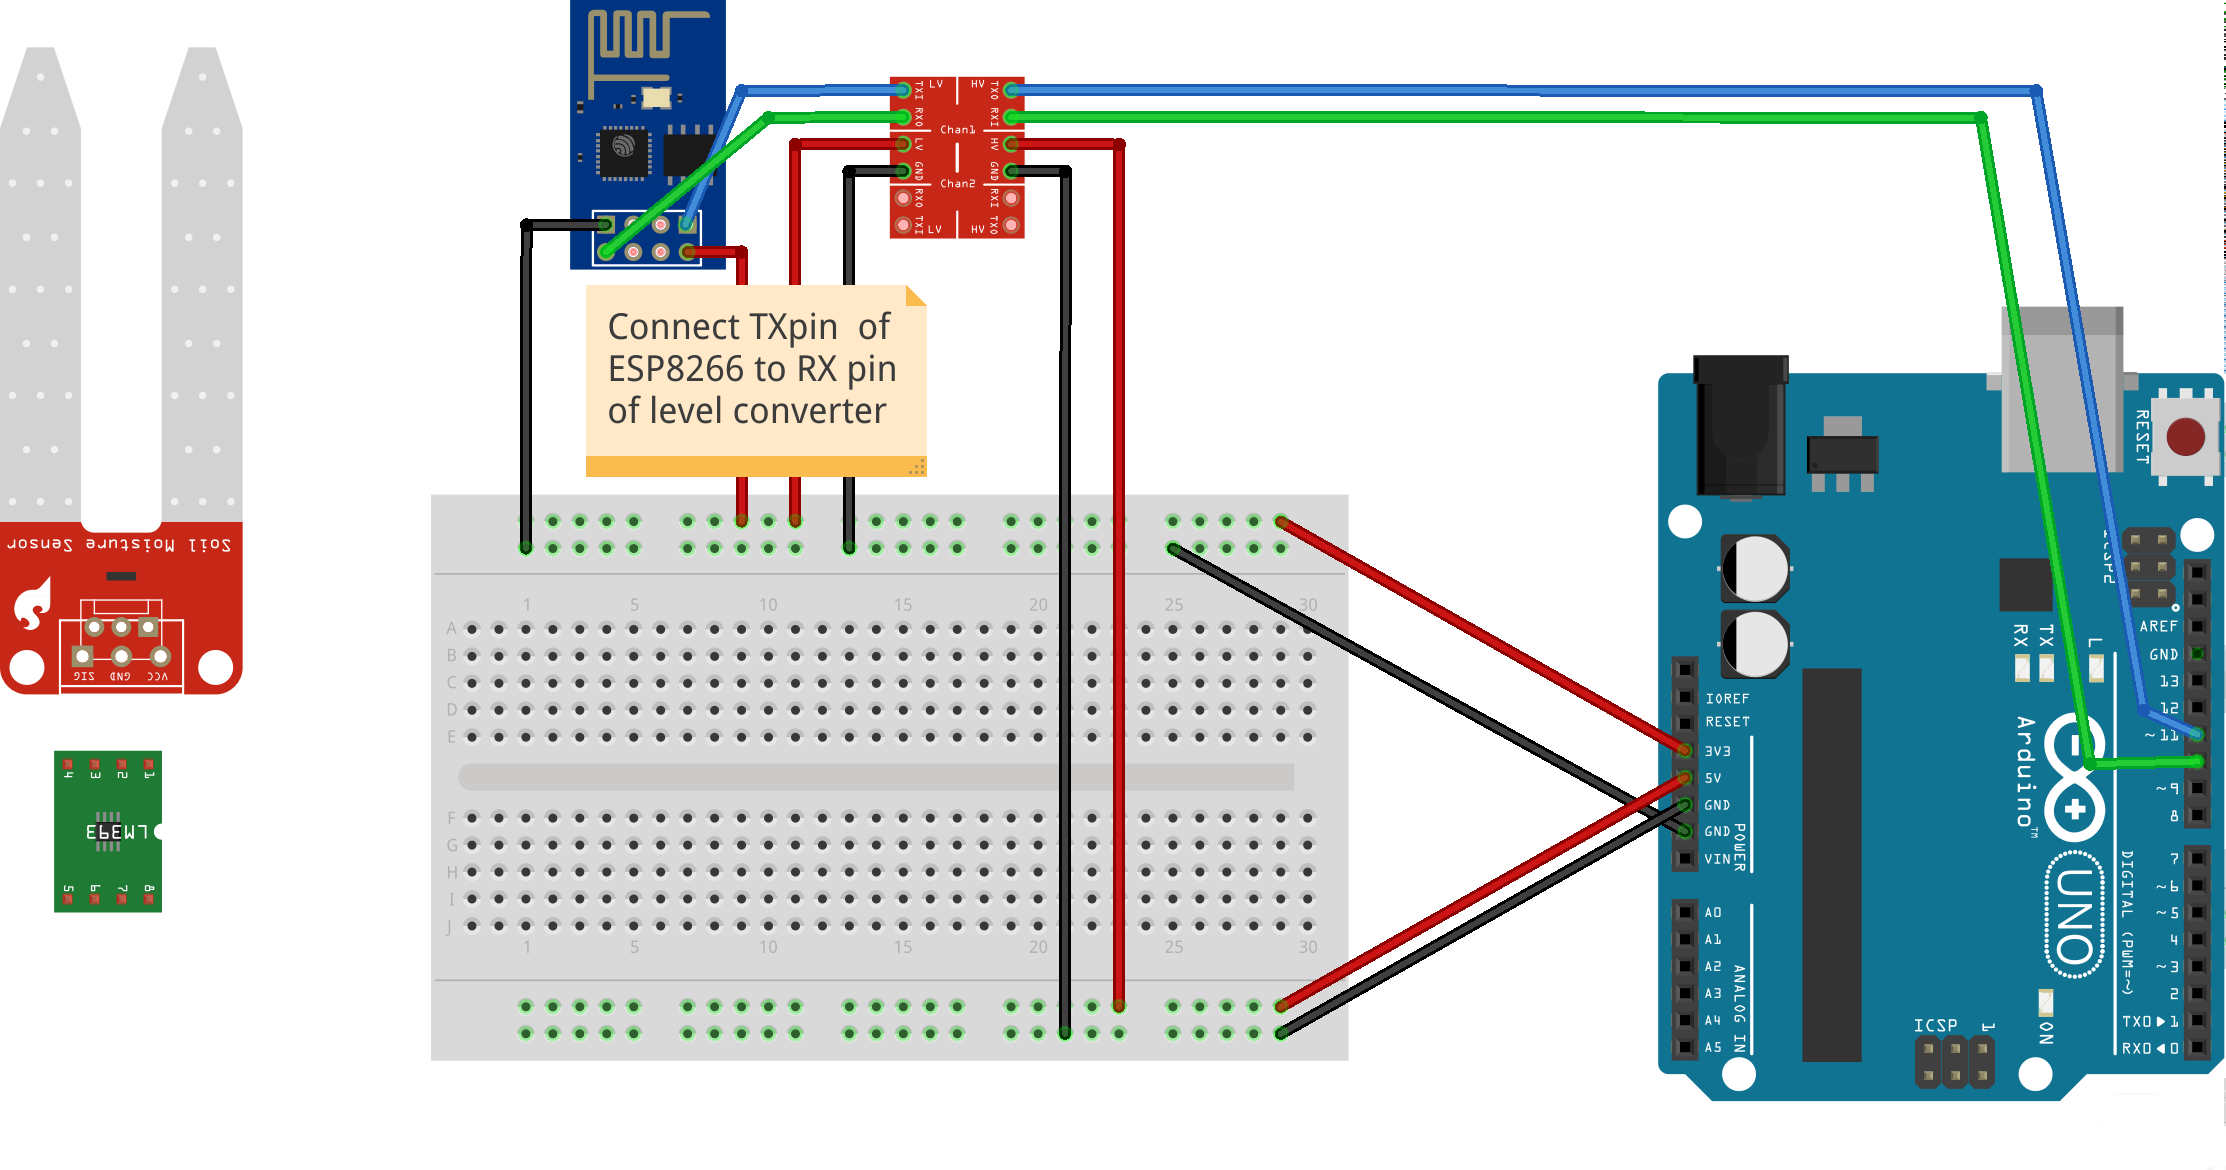 TXI
LV
HV
TXO
RXO
RXI
Chan1
LV
HV
GND
GND
Chan2
RXO
RXI
TXI
LV
HV
TXO
Connect TXpin of
ESP8266 to RX pin
of level converter
Soil Moisture Sensor
SIG
GND
VCC
4
3
2
1
LM393
5
6
7
8
1
5
10
15
20
25
30
A
B
C
D
E
F
G
H
I
J
1
5
10
15
20
25
30
RESET
ICSP2
AREF
GND
13
12
~11
~9
8
RX
TX
L
IOREF
RESET
3V3
5V
GND
GND
VIN
POWER
Arduino™
UNO
A0
A1
A2
A3
A4
A5
ANALOG IN
DIGITAL (PWM=~)
7
~6
~5
4
~3
2
TX0▶1
RX0◀0
ICSP
1
ON